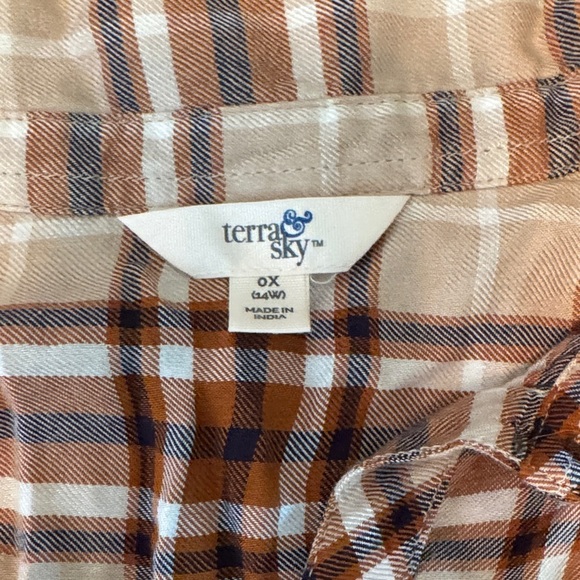 terra&
sky™
0X
(14W)
MADE IN
INDIA